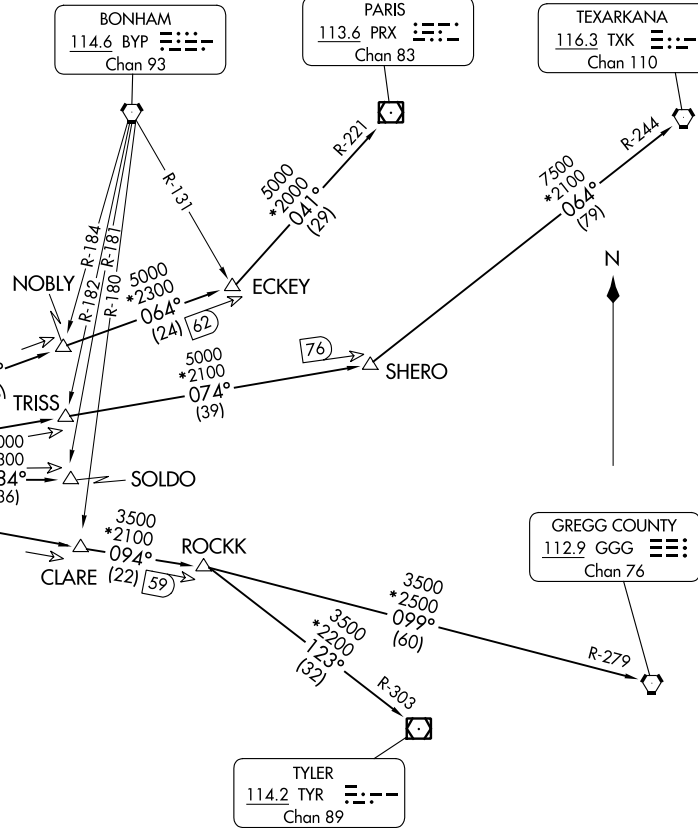 BONHAM
114.6 BYP
Chan 93
PARIS
113.6 PRX
Chan 83
TEXARKANA
116.3 TXK
Chan 110
R-221
R-244
R-131
5000
*2000
041°
(29)
7500
*2100
064°
(79)
R-184
R-181
R-182
R-180
N
NOBLY
5000
*2300
064°
(24)
62
ECKEY
76
5000
*2100
074°
(39)
SHERO
TRISS
SOLDO
3500
*2100
094°
(22)
59
CLARE
ROCKK
GREGG COUNTY
112.9 GGG
Chan 76
3500
*2500
099°
(60)
R-279
3500
*2200
123°
(32)
R-303
TYLER
114.2 TYR
Chan 89